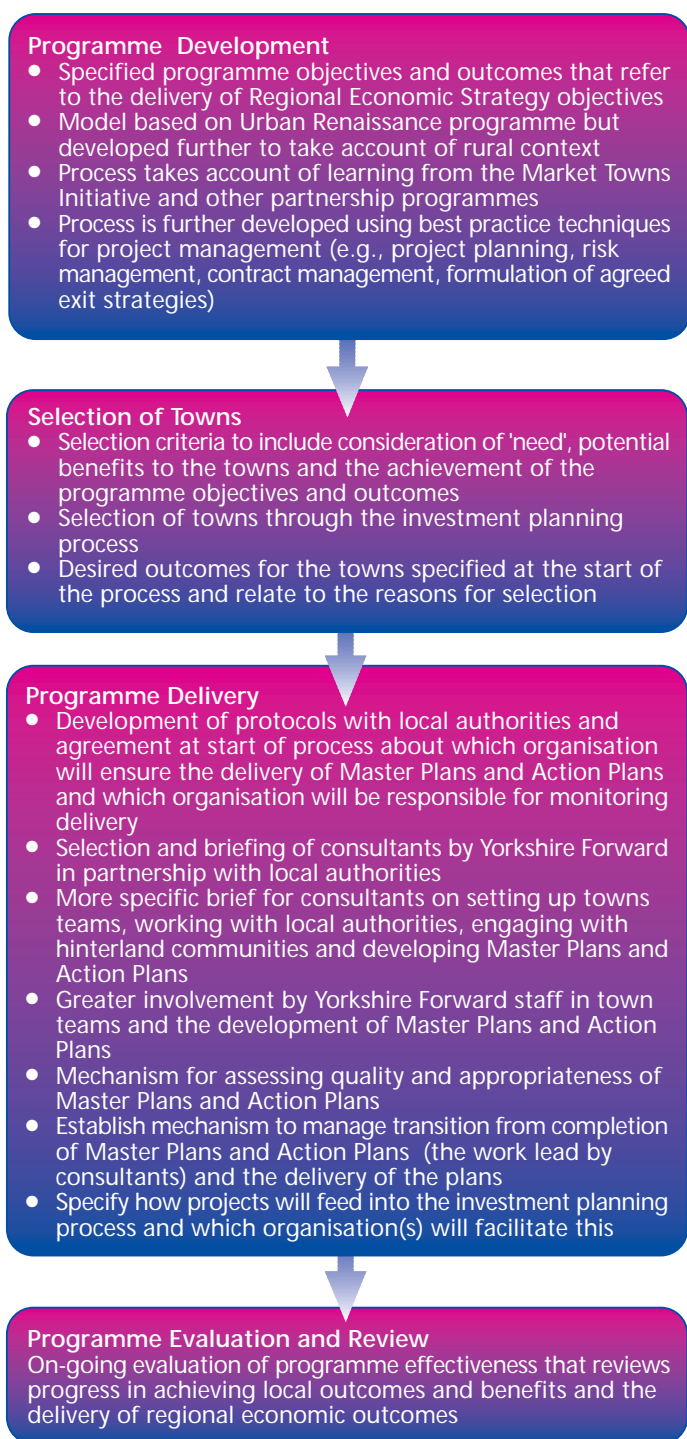 Programme Development
● Specified programme objectives and outcomes that refer
to the delivery of Regional Economic Strategy objectives
● Model based on Urban Renaissance programme but
developed further to take account of rural context
● Process takes account of learning from the Market Towns
Initiative and other partnership programmes
● Process is further developed using best practice techniques
for project management (e.g., project planning, risk
management, contract management, formulation of agreed
exit strategies)
Selection of Towns
● Selection criteria to include consideration of 'need', potential
benefits to the towns and the achievement of the
programme objectives and outcomes
● Selection of towns through the investment planning
process
● Desired outcomes for the towns specified at the start of
the process and relate to the reasons for selection
Programme Delivery
● Development of protocols with local authorities and
agreement at start of process about which organisation
will ensure the delivery of Master Plans and Action Plans
and which organisation will be responsible for monitoring
delivery
● Selection and briefing of consultants by Yorkshire Forward
in partnership with local authorities
● More specific brief for consultants on setting up towns
teams, working with local authorities, engaging with
hinterland communities and developing Master Plans and
Action Plans
● Greater involvement by Yorkshire Forward staff in town
teams and the development of Master Plans and Action
Plans
● Mechanism for assessing quality and appropriateness of
Master Plans and Action Plans
● Establish mechanism to manage transition from completion
of Master Plans and Action Plans (the work lead by
consultants) and the delivery of the plans
● Specify how projects will feed into the investment planning
process and which organisation(s) will facilitate this
Programme Evaluation and Review
On-going evaluation of programme effectiveness that reviews
progress in achieving local outcomes and benefits and the
delivery of regional economic outcomes